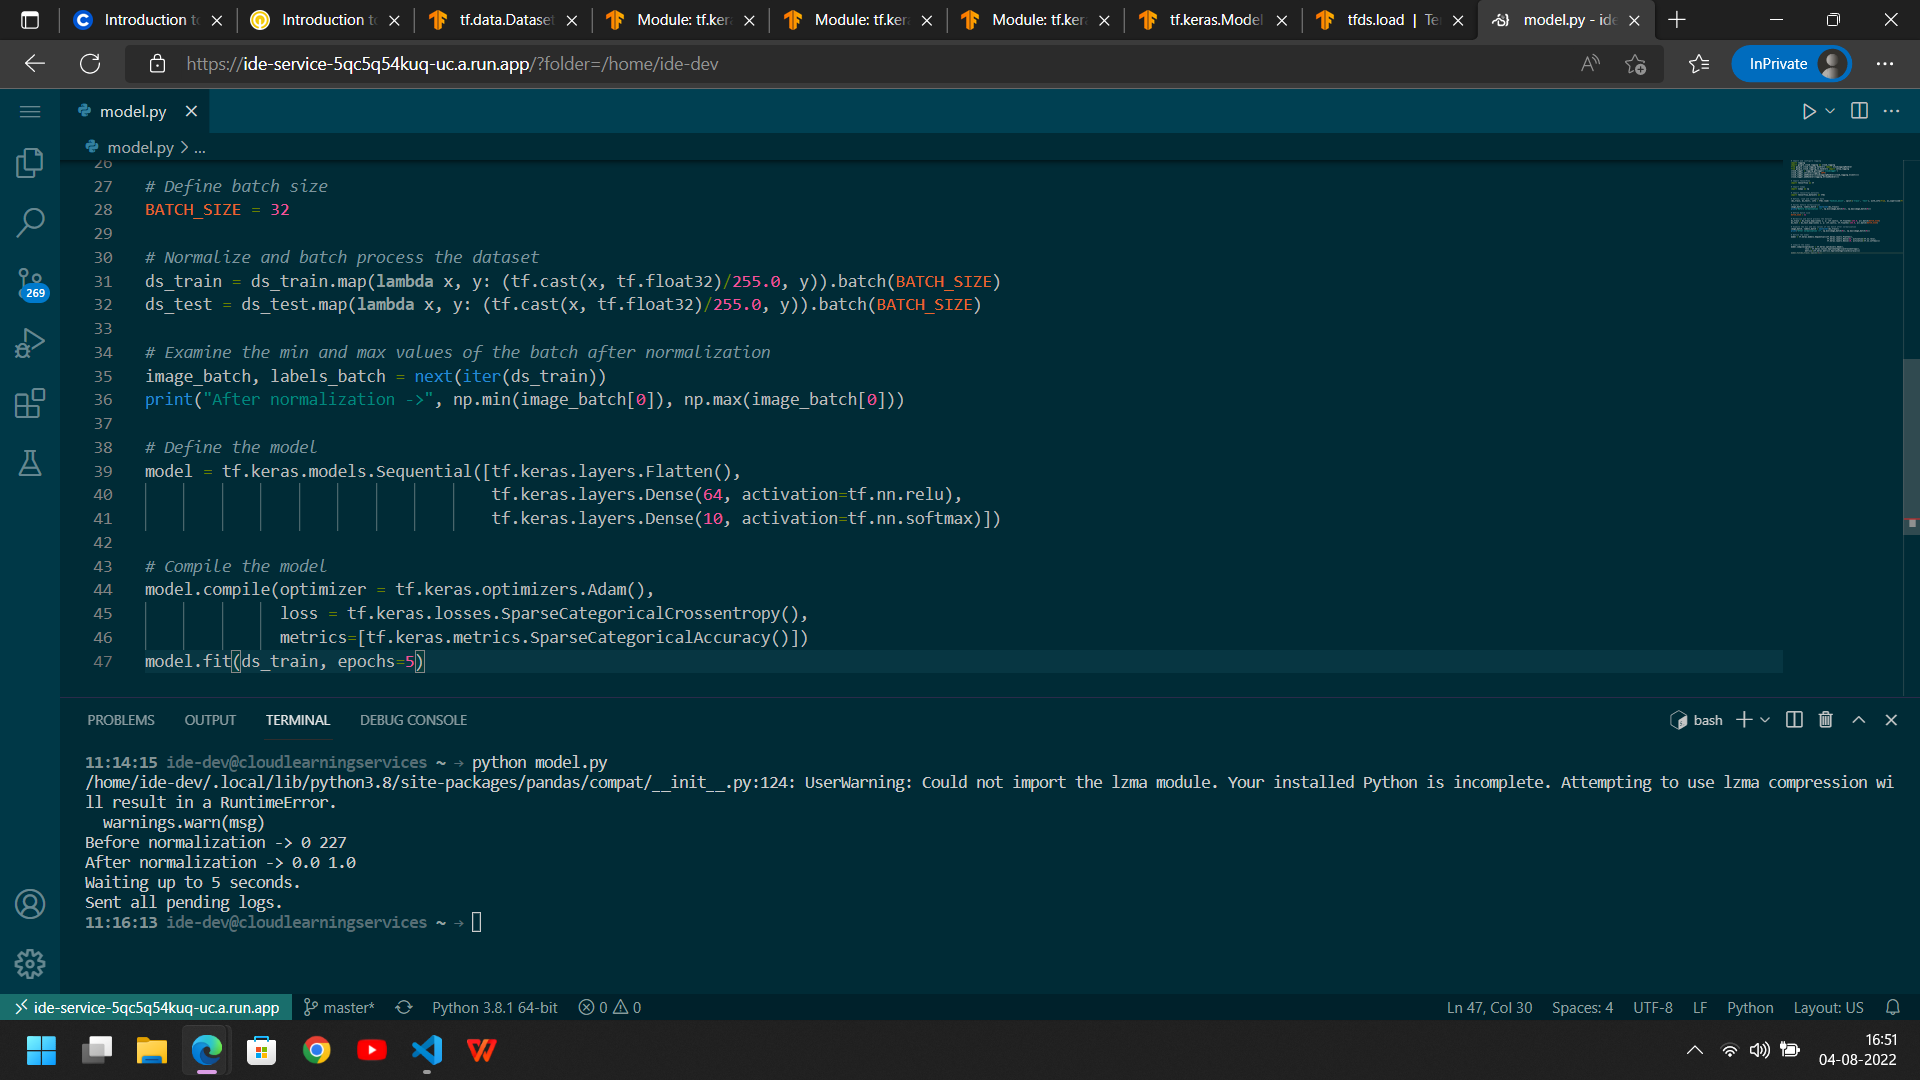 Introduction to
Introduction to
tf.data.Dataset
Module: tf.kera
Module: tf.kera
Module: tf.kera
tf.keras.Model
tfds.load | Ten
model.py - ide
https://ide-service-5qc5q54kuq-uc.a.run.app/?folder=/home/ide-dev
InPrivate
model.py
model.py > ...
26
27 # Define batch size
28 BATCH_SIZE = 32
29
30 # Normalize and batch process the dataset
31 ds_train = ds_train.map(lambda x, y: (tf.cast(x, tf.float32)/255.0, y)).batch(BATCH_SIZE)
32 ds_test = ds_test.map(lambda x, y: (tf.cast(x, tf.float32)/255.0, y)).batch(BATCH_SIZE)
33
34 # Examine the min and max values of the batch after normalization
35 image_batch, labels_batch = next(iter(ds_train))
36 print("After normalization ->", np.min(image_batch[0]), np.max(image_batch[0]))
37
38 # Define the model
39 model = tf.keras.models.Sequential([tf.keras.layers.Flatten(),
40 tf.keras.layers.Dense(64, activation=tf.nn.relu),
41 tf.keras.layers.Dense(10, activation=tf.nn.softmax)])
42
43 # Compile the model
44 model.compile(optimizer = tf.keras.optimizers.Adam(),
45 loss = tf.keras.losses.SparseCategoricalCrossentropy(),
46 metrics=[tf.keras.metrics.SparseCategoricalAccuracy()])
47 model.fit(ds_train, epochs=5)
269
PROBLEMS OUTPUT TERMINAL DEBUG CONSOLE
bash
11:14:15 ide-dev@cloudlearningservices ~ → python model.py
/home/ide-dev/.local/lib/python3.8/site-packages/pandas/compat/__init__.py:124: UserWarning: Could not import the lzma module. Your installed Python is incomplete. Attempting to use lzma compression wi
ll result in a RuntimeError.
warnings.warn(msg)
Before normalization -> 0 227
After normalization -> 0.0 1.0
Waiting up to 5 seconds.
Sent all pending logs.
11:16:13 ide-dev@cloudlearningservices ~ →
ide-service-5qc5q54kuq-uc.a.run.app master* Python 3.8.1 64-bit 0 0
Ln 47, Col 30 Spaces: 4 UTF-8 LF Python Layout: US
16:51
04-08-2022